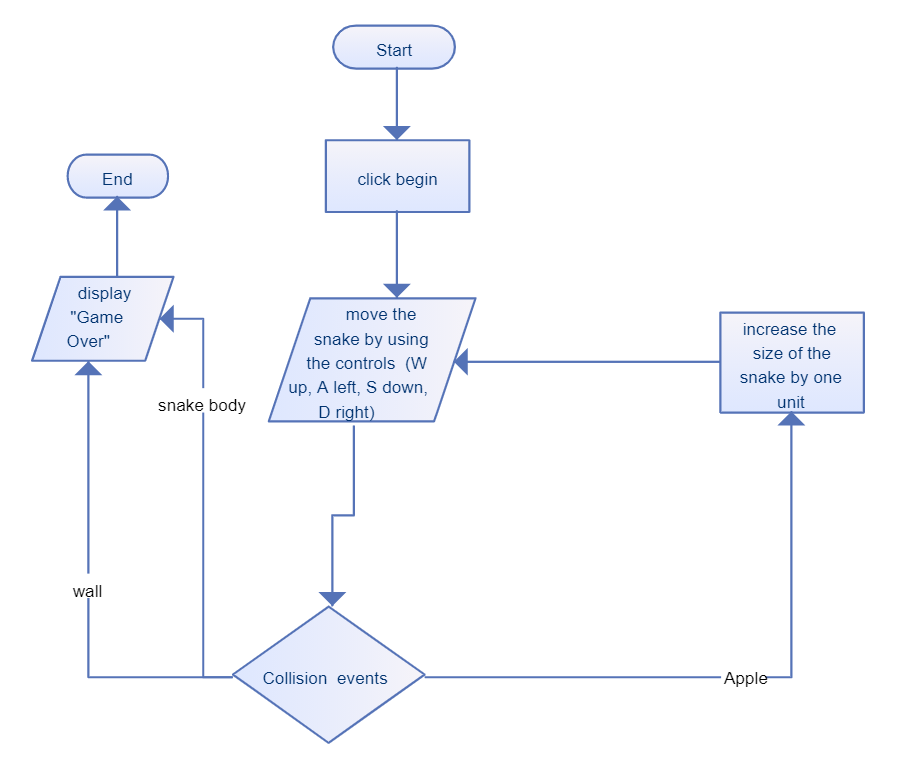 Start
click begin
End
display
"Game
Over"
move the
snake by using
the controls  (W
up, A left, S down,
D right)
increase the
size of the
snake by one
unit
snake body
wall
Collision  events
Apple